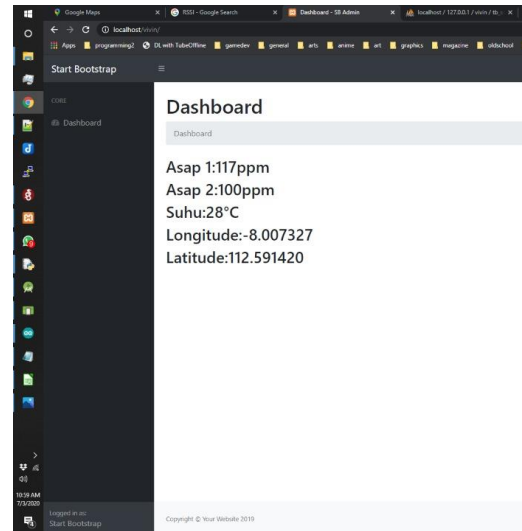 Google Maps
RSSI - Google Search
Dashboard - SB Admin
localhost / 127.0.0.1 / vivin / tb_s
localhost/vivin/
Apps programming2 DL with TubeOffline gamedev general arts anime art graphics magazine oldschool
Start Bootstrap
CORE
Dashboard
Dashboard
Dashboard
Asap 1:117ppm
Asap 2:100ppm
Suhu:28°C
Longitude:-8.007327
Latitude:112.591420
10:59 AM
7/3/2020
Logged in as:
Start Bootstrap
Copyright © Your Website 2019